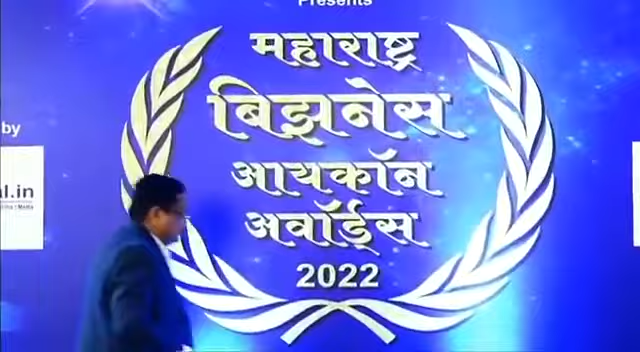 Presents
महाराष्ट्र
बिझनेस
by
आयकॉन
al.in
अवॉर्ड्स
2022